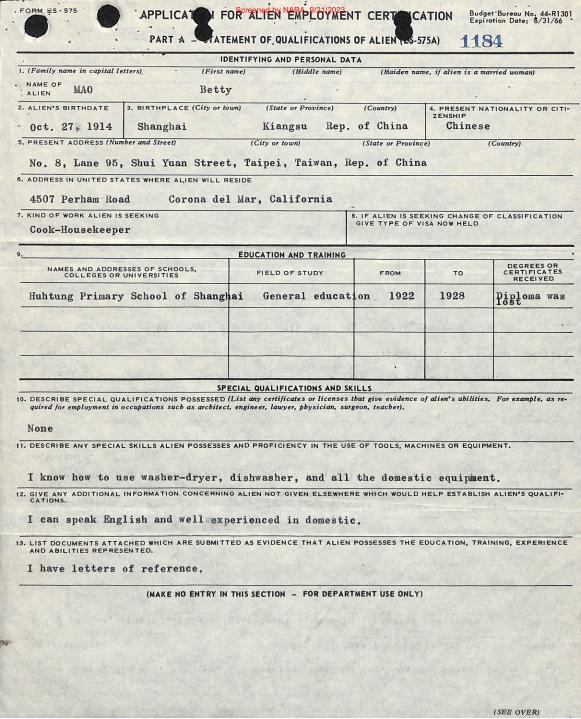 FORM ES-575
Screened by NARA, 9/21/2023
APPLICATION FOR ALIEN EMPLOYMENT CERTIFICATION
Budget Bureau No. 44-R1301
Expiration Date: 8/31/66
PART A – STATEMENT OF QUALIFICATIONS OF ALIEN (ES-575A)
1184
IDENTIFYING AND PERSONAL DATA
1. (Family name in capital letters) (First name) (Middle name) (Maiden name, if alien is a married woman)
NAME OF ALIEN MAO Betty
2. ALIEN'S BIRTHDATE 3. BIRTHPLACE (City or town) (State or Province) (Country) 4. PRESENT NATIONALITY OR CITI-
ZENSHIP
Oct. 27, 1914 Shanghai Kiangsu Rep. of China Chinese
5. PRESENT ADDRESS (Number and Street) (City or town) (State or Province) (Country)
No. 8, Lane 95, Shui Yuan Street, Taipei, Taiwan, Rep. of China
6. ADDRESS IN UNITED STATES WHERE ALIEN WILL RESIDE
4507 Perham Road Corona del Mar, California
7. KIND OF WORK ALIEN IS SEEKING 8. IF ALIEN IS SEEKING CHANGE OF CLASSIFICATION
GIVE TYPE OF VISA NOW HELD
Cook-Housekeeper
9. EDUCATION AND TRAINING
NAMES AND ADDRESSES OF SCHOOLS,
COLLEGES OR UNIVERSITIES FIELD OF STUDY FROM TO DEGREES OR
CERTIFICATES
RECEIVED
Huhtung Primary School of Shanghai General education 1922 1928 Diploma was
lost
SPECIAL QUALIFICATIONS AND SKILLS
10. DESCRIBE SPECIAL QUALIFICATIONS POSSESSED (List any certificates or licenses that give evidence of alien's abilities. For example, as re-
quired for employment in occupations such as architect, engineer, lawyer, physician, surgeon, teacher).
None
11. DESCRIBE ANY SPECIAL SKILLS ALIEN POSSESSES AND PROFICIENCY IN THE USE OF TOOLS, MACHINES OR EQUIPMENT.
I know how to use washer-dryer, dishwasher, and all the domestic equipment.
12. GIVE ANY ADDITIONAL INFORMATION CONCERNING ALIEN NOT GIVEN ELSEWHERE WHICH WOULD HELP ESTABLISH ALIEN'S QUALIFI-
CATIONS.
I can speak English and well experienced in domestic.
13. LIST DOCUMENTS ATTACHED WHICH ARE SUBMITTED AS EVIDENCE THAT ALIEN POSSESSES THE EDUCATION, TRAINING, EXPERIENCE
AND ABILITIES REPRESENTED.
I have letters of reference.
(MAKE NO ENTRY IN THIS SECTION – FOR DEPARTMENT USE ONLY)
(SEE OVER)